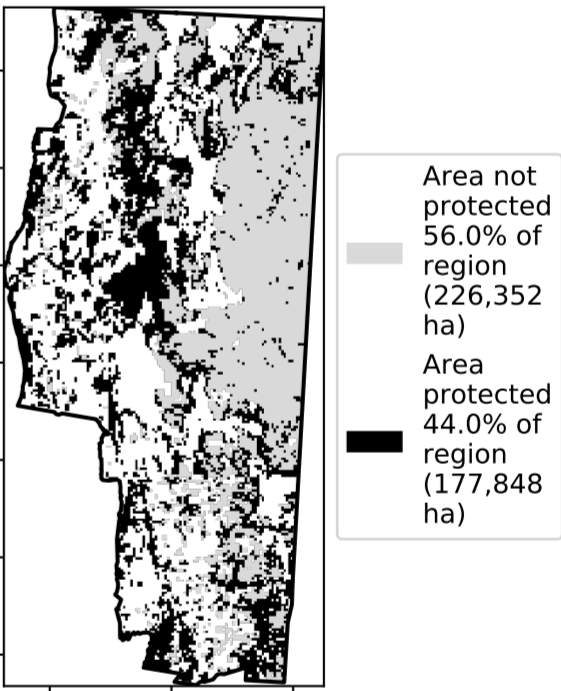 Area not
protected
56.0% of
region
(226,352
ha)
Area
protected
44.0% of
region
(177,848
ha)